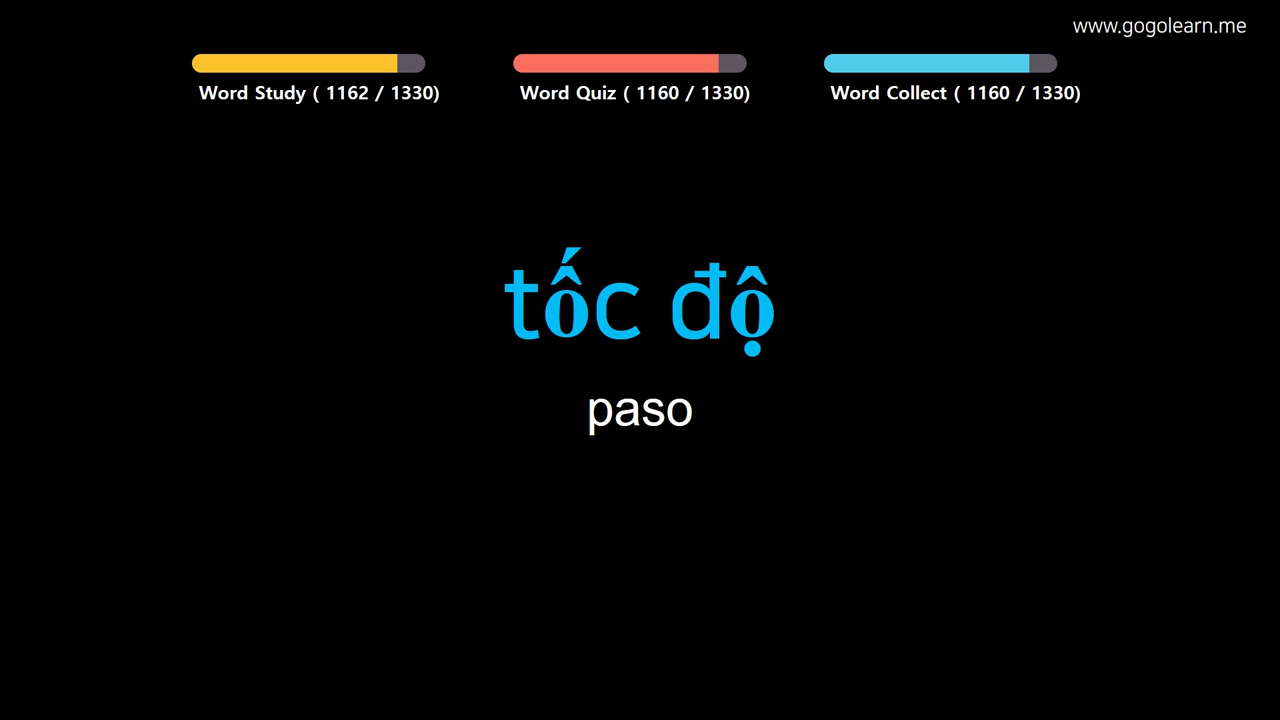 www.gogolearn.me
Word Study ( 1162 / 1330)
Word Quiz ( 1160 / 1330)
Word Collect ( 1160 / 1330)
tốc độ
paso